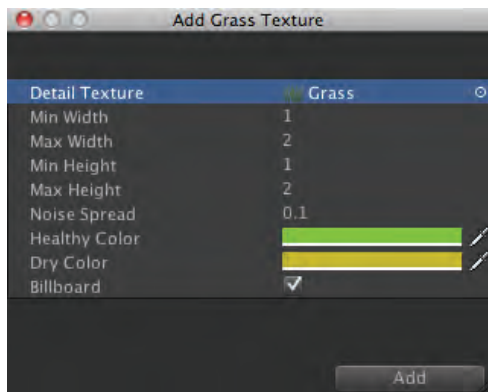 Add Grass Texture
Detail Texture Grass
Min Width 1
Max Width 2
Min Height 1
Max Height 2
Noise Spread 0.1
Healthy Color
Dry Color
Billboard
Add